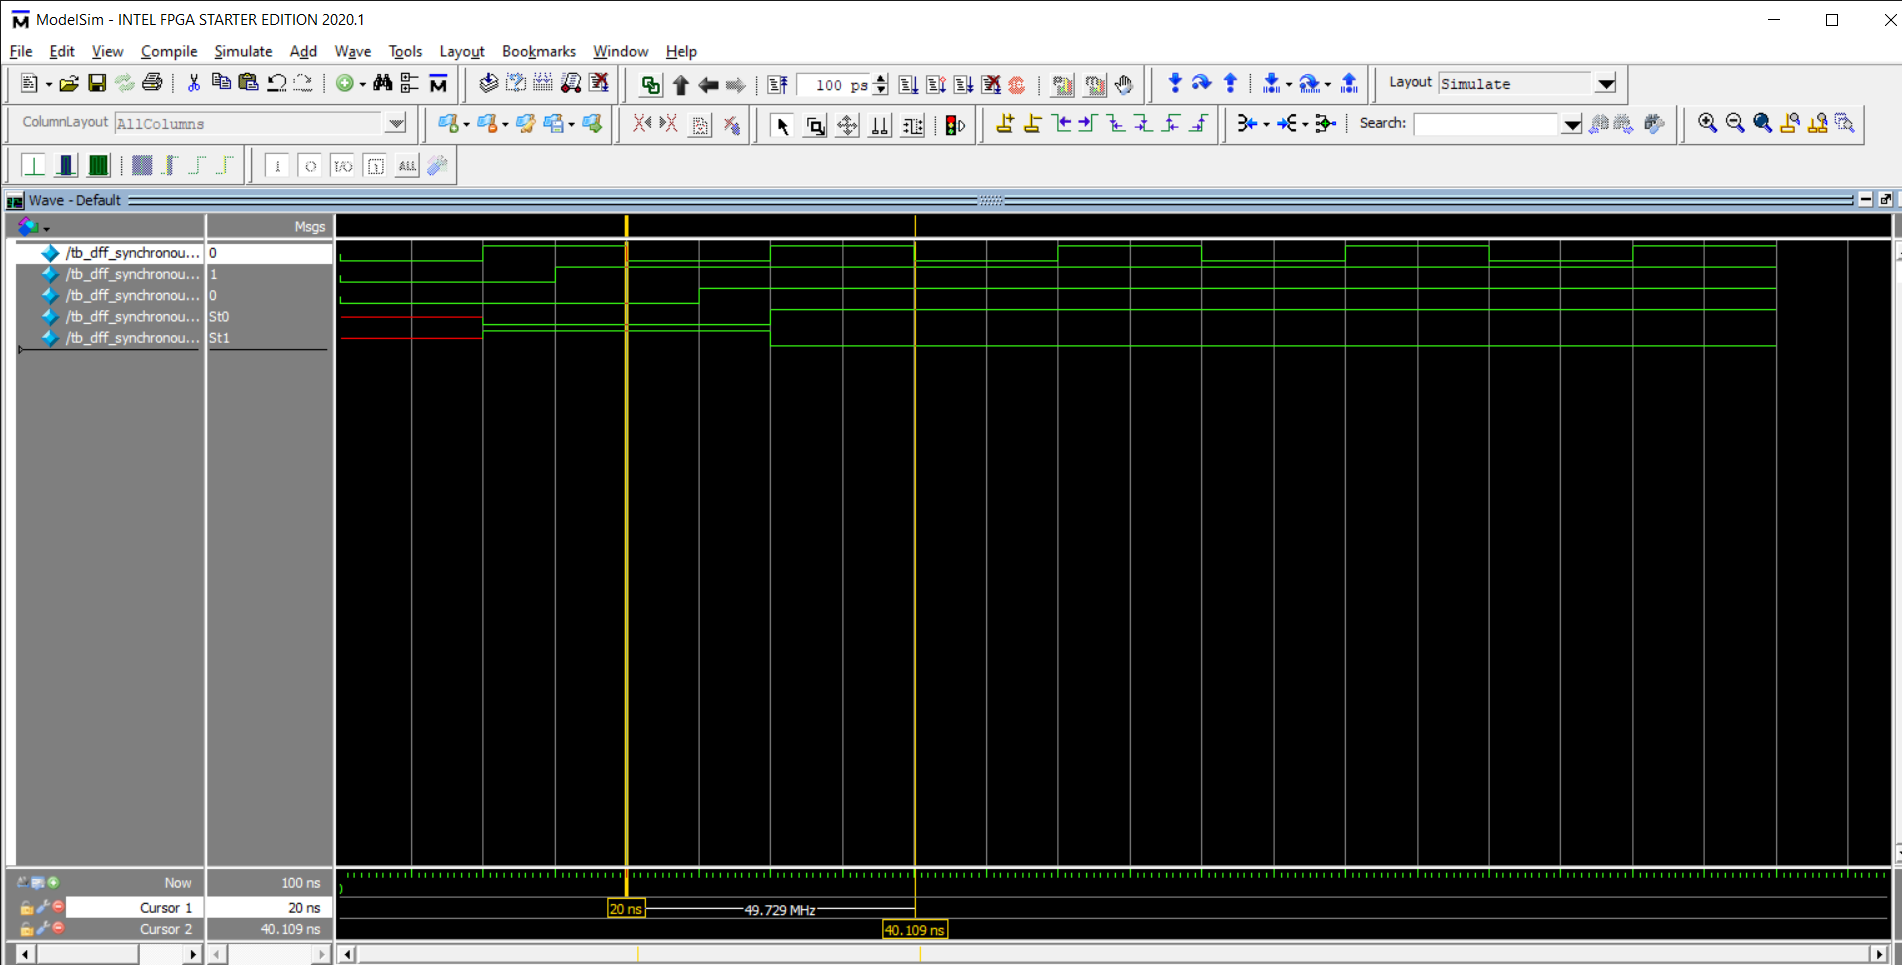 ModelSim - INTEL FPGA STARTER EDITION 2020.1
File Edit View Compile Simulate Add Wave Tools Layout Bookmarks Window Help
100 ps
Layout Simulate
ColumnLayout AllColumns
Search:
I/O ALL
Wave - Default
Msgs
/tb_dff_synchronou... 0
/tb_dff_synchronou... 1
/tb_dff_synchronou... 0
/tb_dff_synchronou... St0
/tb_dff_synchronou... St1
Now 100 ns
Cursor 1 20 ns 20 ns 49.729 MHz
Cursor 2 40.109 ns 40.109 ns